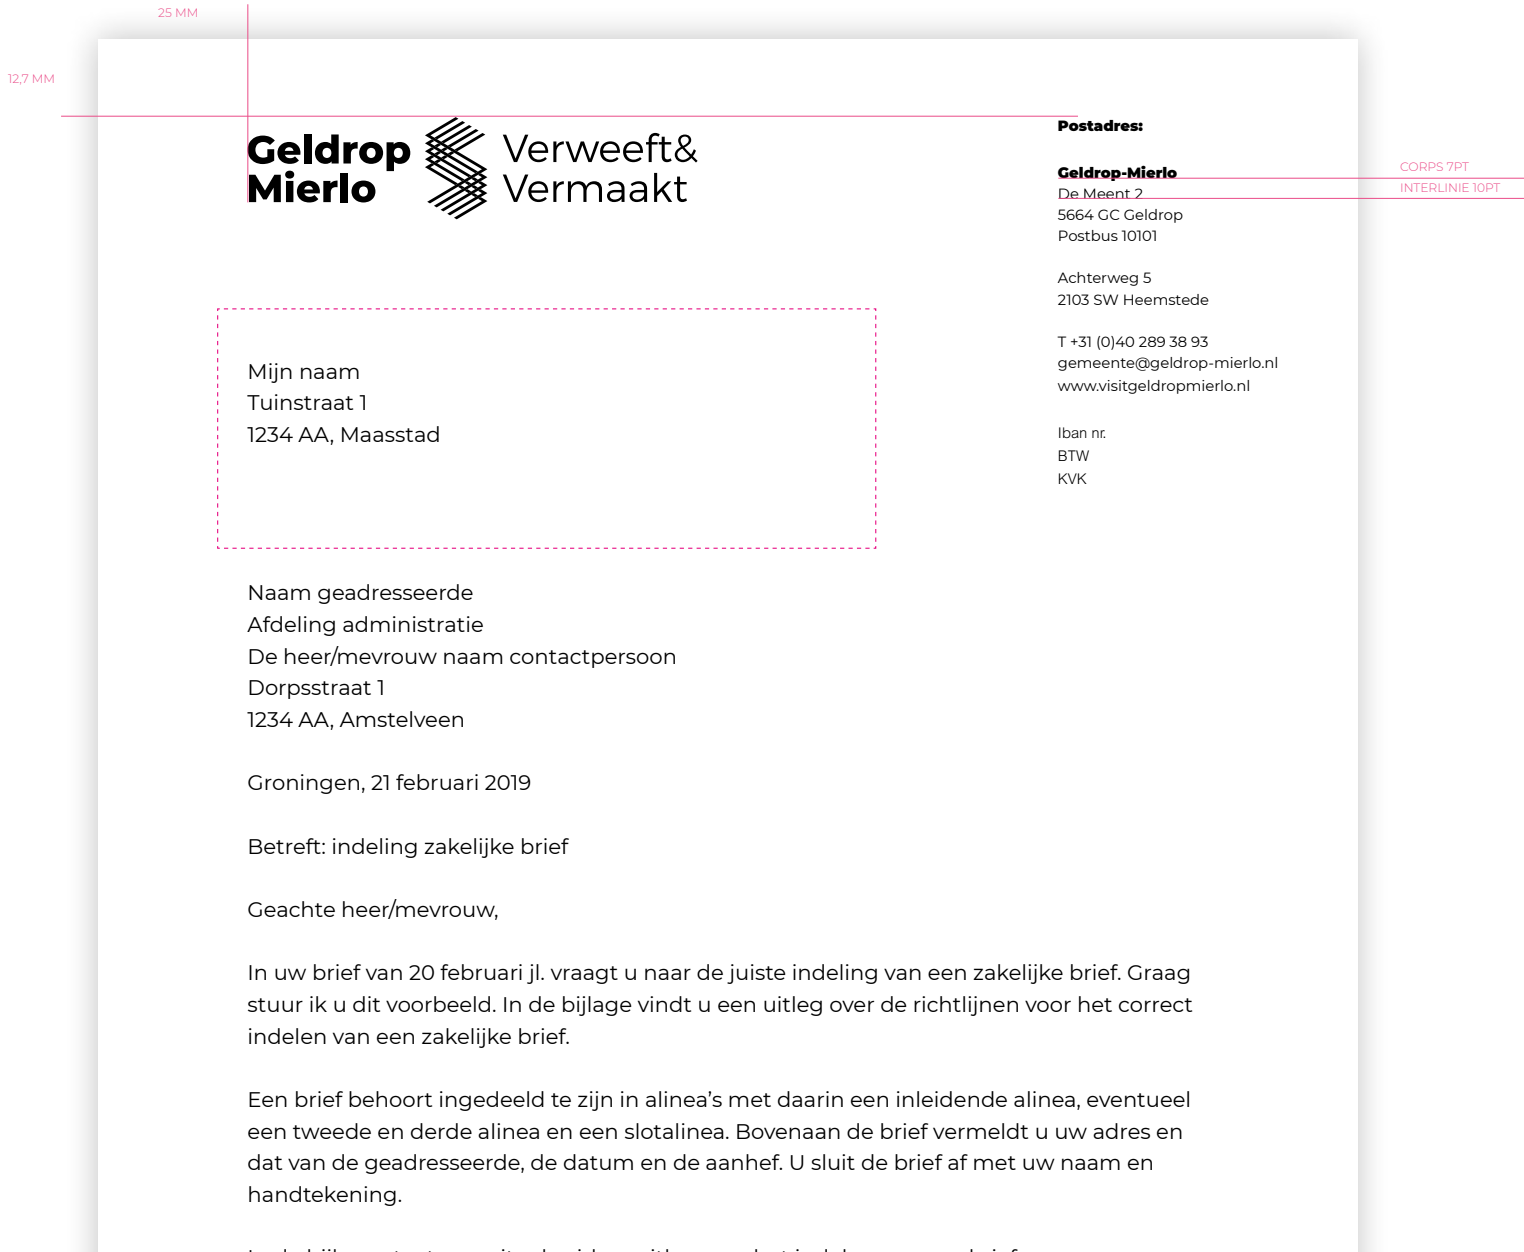 25 MM
12,7 MM
Geldrop
Mierlo
Verweeft&
Vermaakt
Postadres:
Geldrop-Mierlo
De Meent 2
5664 GC Geldrop
Postbus 10101
Achterweg 5
2103 SW Heemstede
T +31 (0)40 289 38 93
gemeente@geldrop-mierlo.nl
www.visitgeldropmierlo.nl
Iban nr.
BTW
KVK
CORPS 7PT
INTERLINIE 10PT
Mijn naam
Tuinstraat 1
1234 AA, Maasstad
Naam geadresseerde
Afdeling administratie
De heer/mevrouw naam contactpersoon
Dorpsstraat 1
1234 AA, Amstelveen
Groningen, 21 februari 2019
Betreft: indeling zakelijke brief
Geachte heer/mevrouw,
In uw brief van 20 februari jl. vraagt u naar de juiste indeling van een zakelijke brief. Graag
stuur ik u dit voorbeeld. In de bijlage vindt u een uitleg over de richtlijnen voor het correct
indelen van een zakelijke brief.
Een brief behoort ingedeeld te zijn in alinea’s met daarin een inleidende alinea, eventueel
een tweede en derde alinea en een slotalinea. Bovenaan de brief vermeldt u uw adres en
dat van de geadresseerde, de datum en de aanhef. U sluit de brief af met uw naam en
handtekening.